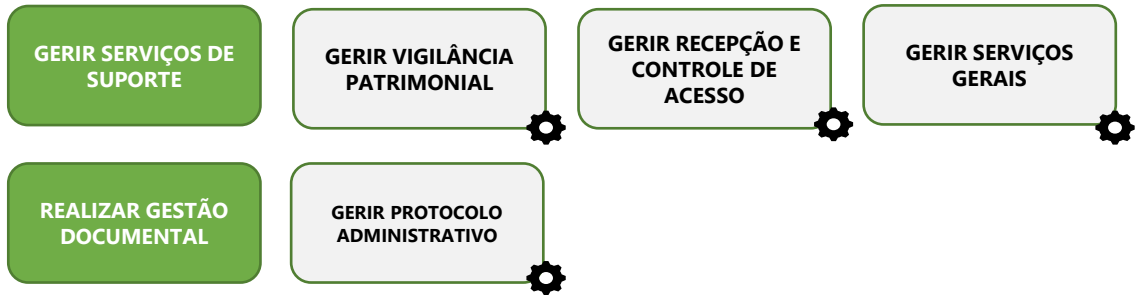 GERIR SERVIÇOS DE
SUPORTE
GERIR VIGILÂNCIA
PATRIMONIAL
GERIR RECEPÇÃO E
CONTROLE DE
ACESSO
GERIR SERVIÇOS
GERAIS
REALIZAR GESTÃO
DOCUMENTAL
GERIR PROTOCOLO
ADMINISTRATIVO